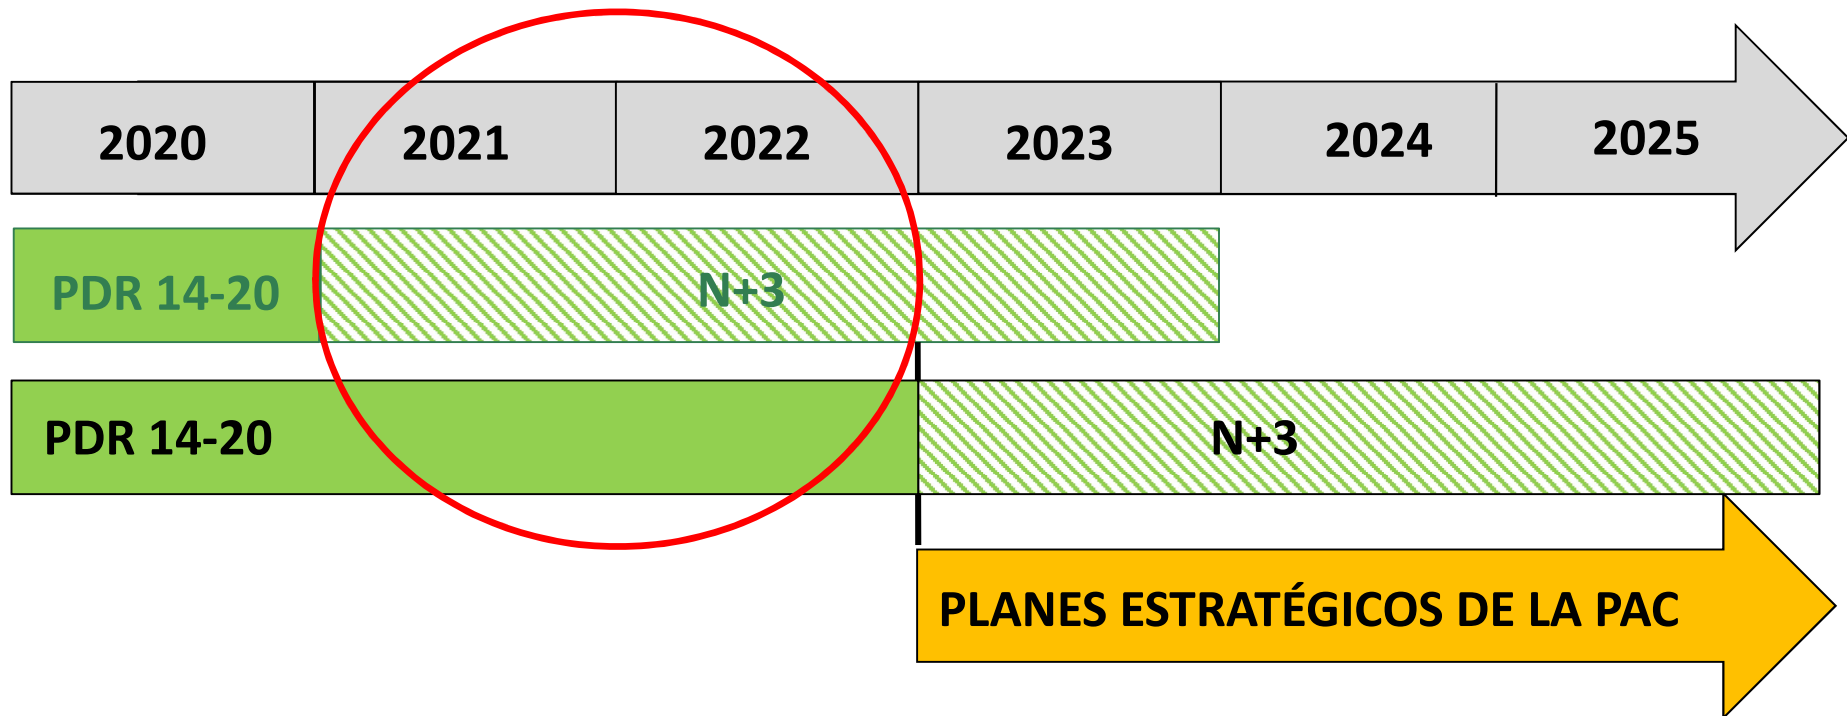 2020 2021 2022 2023 2024 2025
PDR 14-20 N+3
PDR 14-20 N+3
PLANES ESTRATÉGICOS DE LA PAC